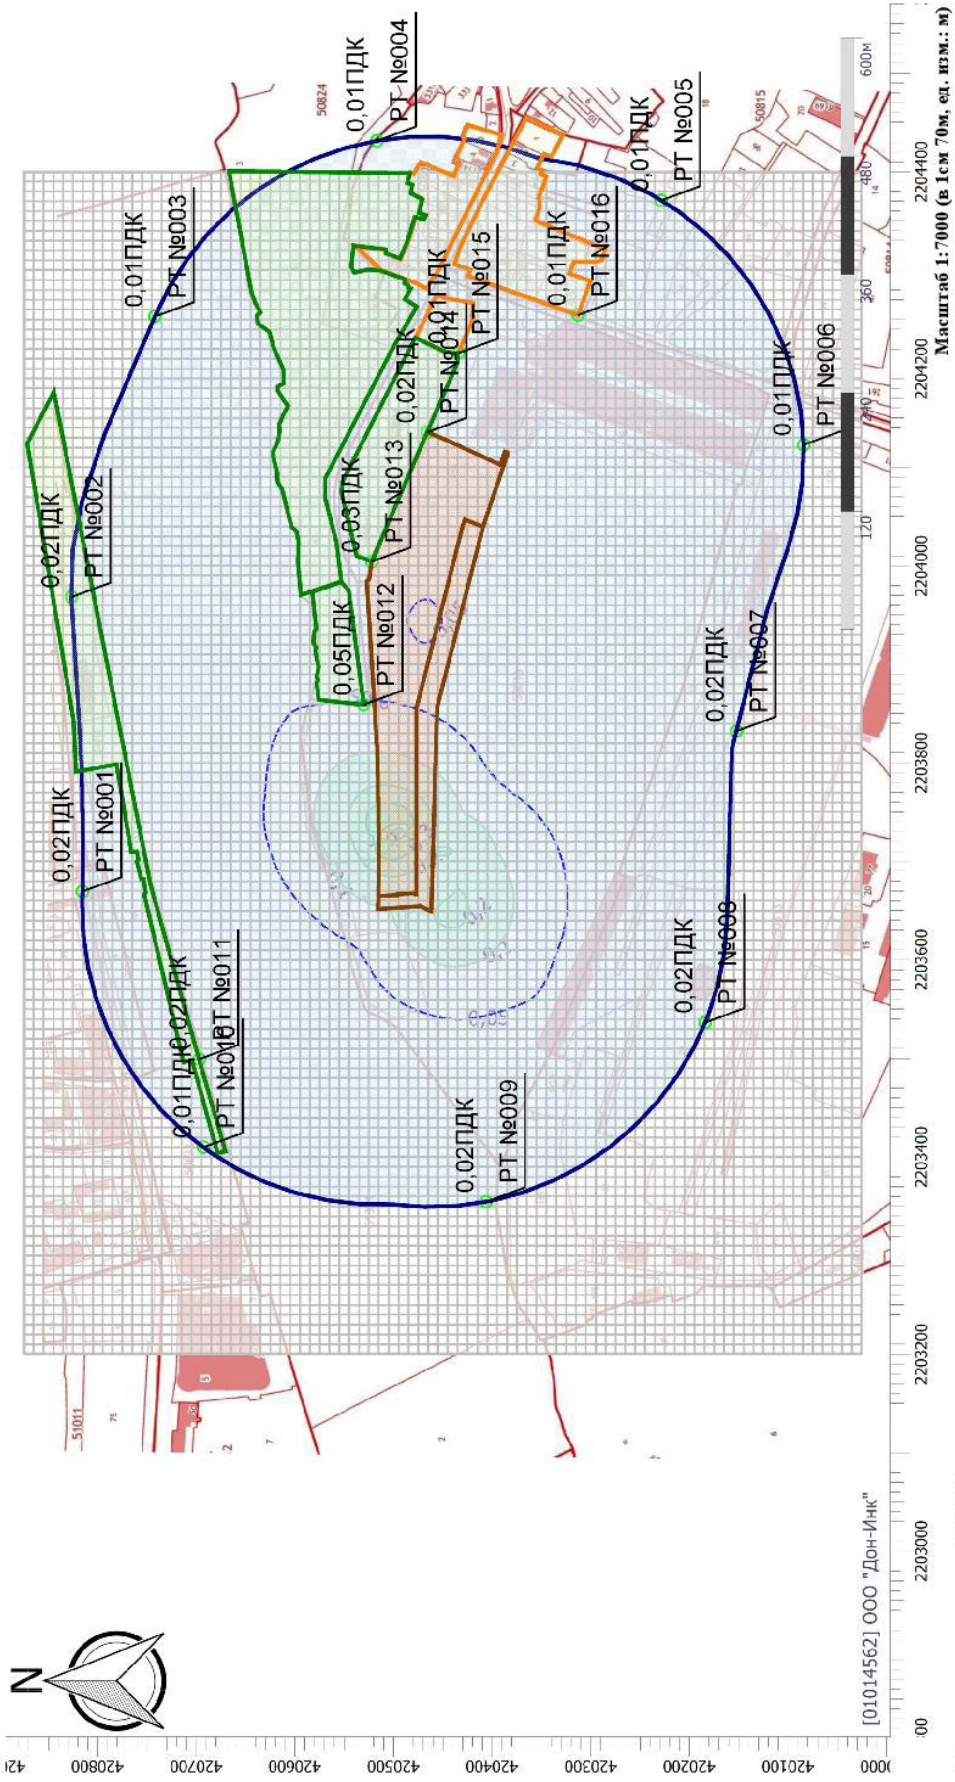 N
0,02ПДК
РТ №001
0,02ПДК
РТ №002
0,01ПДК
РТ №003
0,01ПДК
РТ №004
0,01ПДК
РТ №005
0,01ПДК
РТ №006
0,02ПДК
РТ №007
0,02ПДК
РТ №008
0,02ПДК
РТ №009
0,01ПДК
РТ №010
0,02ПДК
РТ №011
0,05ПДК
РТ №012
0,03ПДК
РТ №013
0,02ПДК
РТ №014
0,01ПДК
РТ №015
0,01ПДК
РТ №016
0,05
51011
50824
50815
420800
420700
420600
420500
420400
420300
420200
420100
2203000
2203200
2203400
2203600
2203800
2204000
2204200
2204400
120
240
360
480
600м
[01014562] ООО "Дон-Инк"
Масштаб 1:7000 (в 1см 70м, ед. изм.: м)